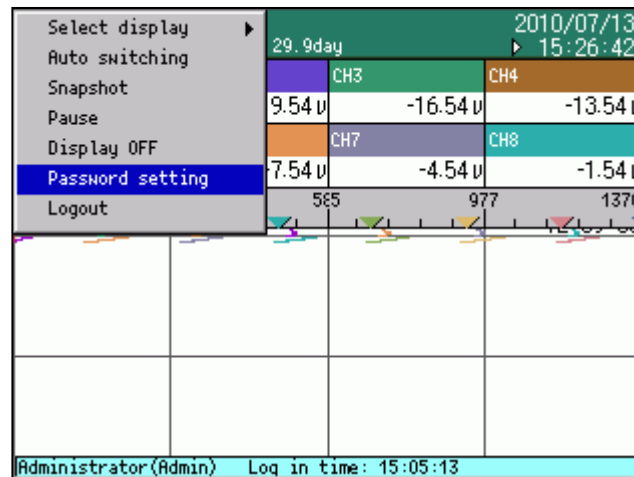 Select display
Auto switching
Snapshot
Pause
Display OFF
Password setting
Logout
29.9day
2010/07/13
15:26:42
CH3
CH4
9.54 υ
-16.54 υ
-13.54
CH7
CH8
-7.54 υ
-4.54 υ
-1.54
585
977
1370
Administrator(Admin) Log in time: 15:05:13